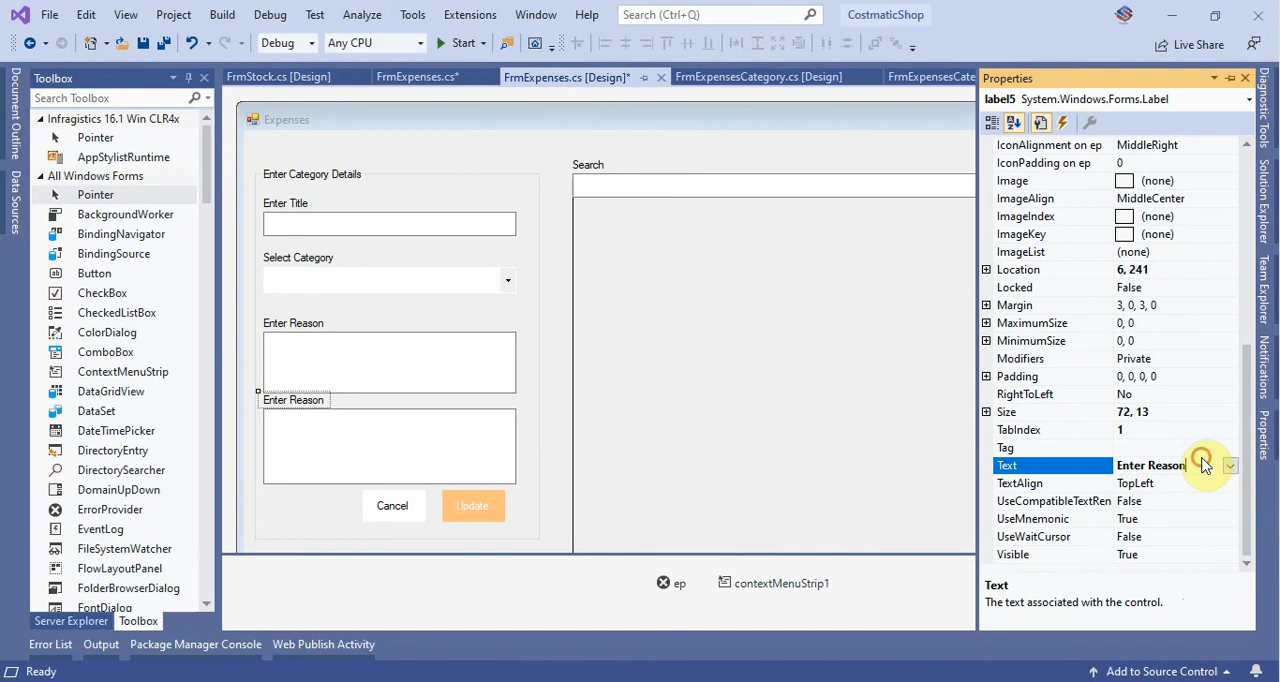 File Edit View Project Build Debug Test Analyze Tools Extensions Window Help Search (Ctrl+Q) CostmaticShop
Debug Any CPU Start Live Share
Document Outline
Data Sources
Toolbox
Search Toolbox
Infragistics 16.1 Win CLR4x
Pointer
AppStylistRuntime
All Windows Forms
Pointer
BackgroundWorker
BindingNavigator
BindingSource
Button
CheckBox
CheckedListBox
ColorDialog
ComboBox
ContextMenuStrip
DataGridView
DataSet
DateTimePicker
DirectoryEntry
DirectorySearcher
DomainUpDown
ErrorProvider
EventLog
FileSystemWatcher
FlowLayoutPanel
FolderBrowserDialog
FontDialog
Server Explorer Toolbox
FrmStock.cs [Design] FrmExpenses.cs* FrmExpenses.cs [Design]* FrmExpensesCategory.cs [Design] FrmExpensesCate
Expenses
Enter Category Details
Enter Title
Select Category
Enter Reason
Enter Reason
Cancel Update
Search
ep contextMenuStrip1
Properties
label5 System.Windows.Forms.Label
IconAlignment on ep MiddleRight
IconPadding on ep 0
Image (none)
ImageAlign MiddleCenter
ImageIndex (none)
ImageKey (none)
ImageList (none)
Location 6, 241
Locked False
Margin 3, 0, 3, 0
MaximumSize 0, 0
MinimumSize 0, 0
Modifiers Private
Padding 0, 0, 0, 0
RightToLeft No
Size 72, 13
TabIndex 1
Tag
Text Enter Reason
TextAlign TopLeft
UseCompatibleTextRen False
UseMnemonic True
UseWaitCursor False
Visible True
Text
The text associated with the control.
Diagnostic Tools
Solution Explorer
Team Explorer
Notifications
Properties
Error List Output Package Manager Console Web Publish Activity
Ready Add to Source Control